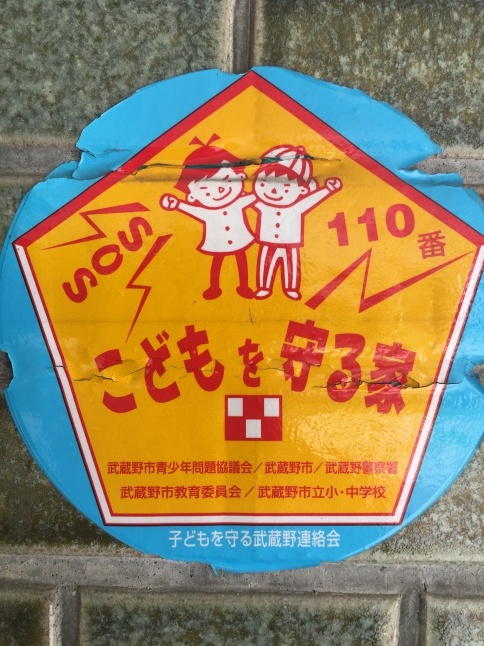 SOS
110番
こどもを守る家
武蔵野市青少年問題協議会／武蔵野市／武蔵野警察署
武蔵野市教育委員会／武蔵野市立小・中学校
子どもを守る武蔵野連絡会